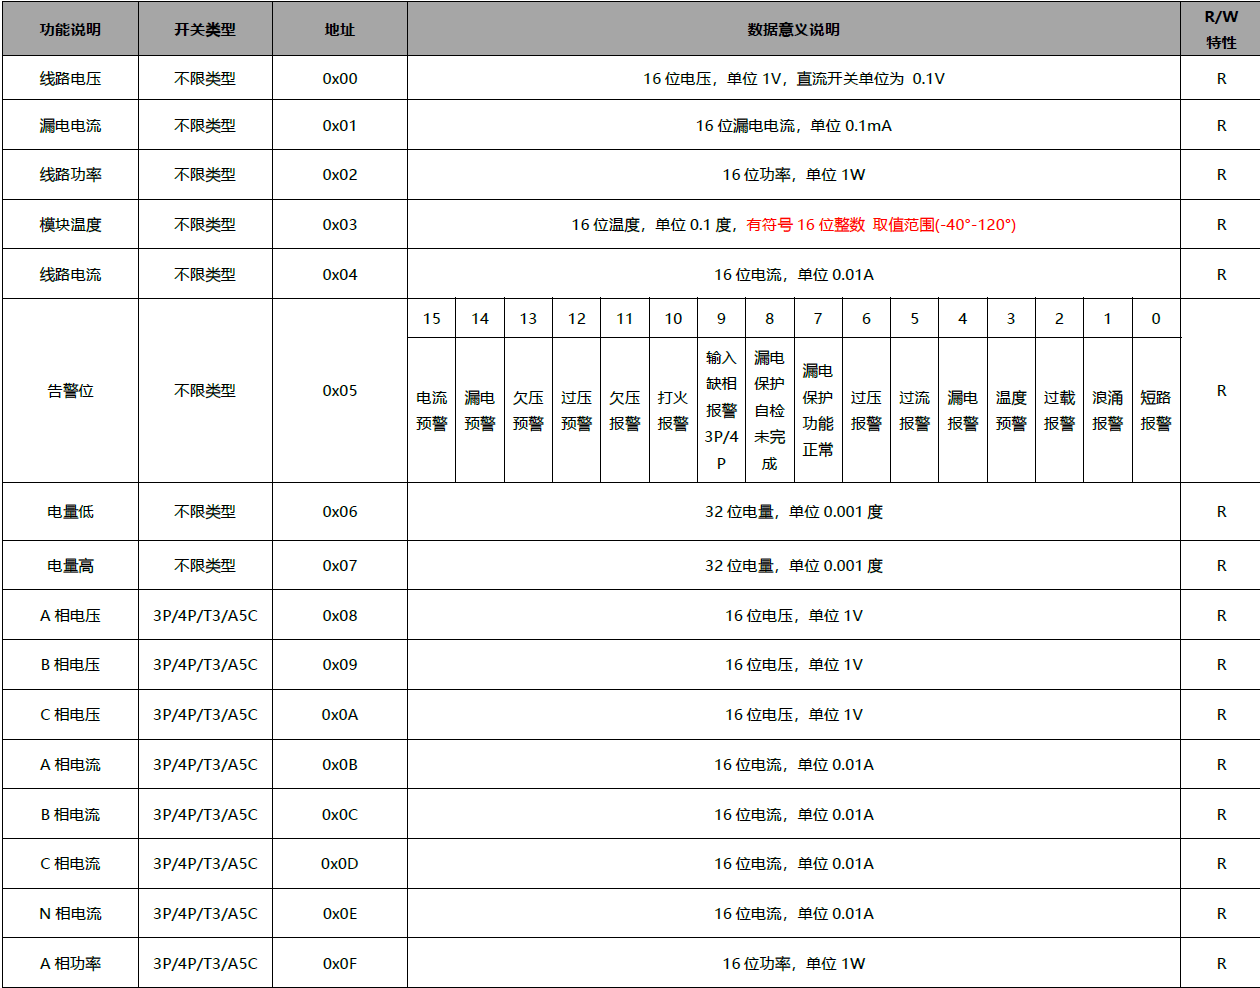 功能说明 开关类型 地址 数据意义说明 R/W 特性
线路电压 不限类型 0x00 16 位电压，单位 1V，直流开关单位为 0.1V R
漏电电流 不限类型 0x01 16 位漏电电流，单位 0.1mA R
线路功率 不限类型 0x02 16 位功率，单位 1W R
模块温度 不限类型 0x03 16 位温度，单位 0.1 度，有符号 16 位整数 取值范围(-40°-120°) R
线路电流 不限类型 0x04 16 位电流，单位 0.01A R
告警位 不限类型 0x05 R
15 14 13 12 11 10 9 8 7 6 5 4 3 2 1 0
电流预警 漏电预警 欠压预警 过压预警 欠压报警 打火报警 输入缺相报警 3P/4P 漏电保护自检未完成 漏电保护功能正常 过压报警 过流报警 漏电报警 温度预警 过载报警 浪涌报警 短路报警
电量低 不限类型 0x06 32 位电量，单位 0.001 度 R
电量高 不限类型 0x07 32 位电量，单位 0.001 度 R
A 相电压 3P/4P/T3/A5C 0x08 16 位电压，单位 1V R
B 相电压 3P/4P/T3/A5C 0x09 16 位电压，单位 1V R
C 相电压 3P/4P/T3/A5C 0x0A 16 位电压，单位 1V R
A 相电流 3P/4P/T3/A5C 0x0B 16 位电流，单位 0.01A R
B 相电流 3P/4P/T3/A5C 0x0C 16 位电流，单位 0.01A R
C 相电流 3P/4P/T3/A5C 0x0D 16 位电流，单位 0.01A R
N 相电流 3P/4P/T3/A5C 0x0E 16 位电流，单位 0.01A R
A 相功率 3P/4P/T3/A5C 0x0F 16 位功率，单位 1W R